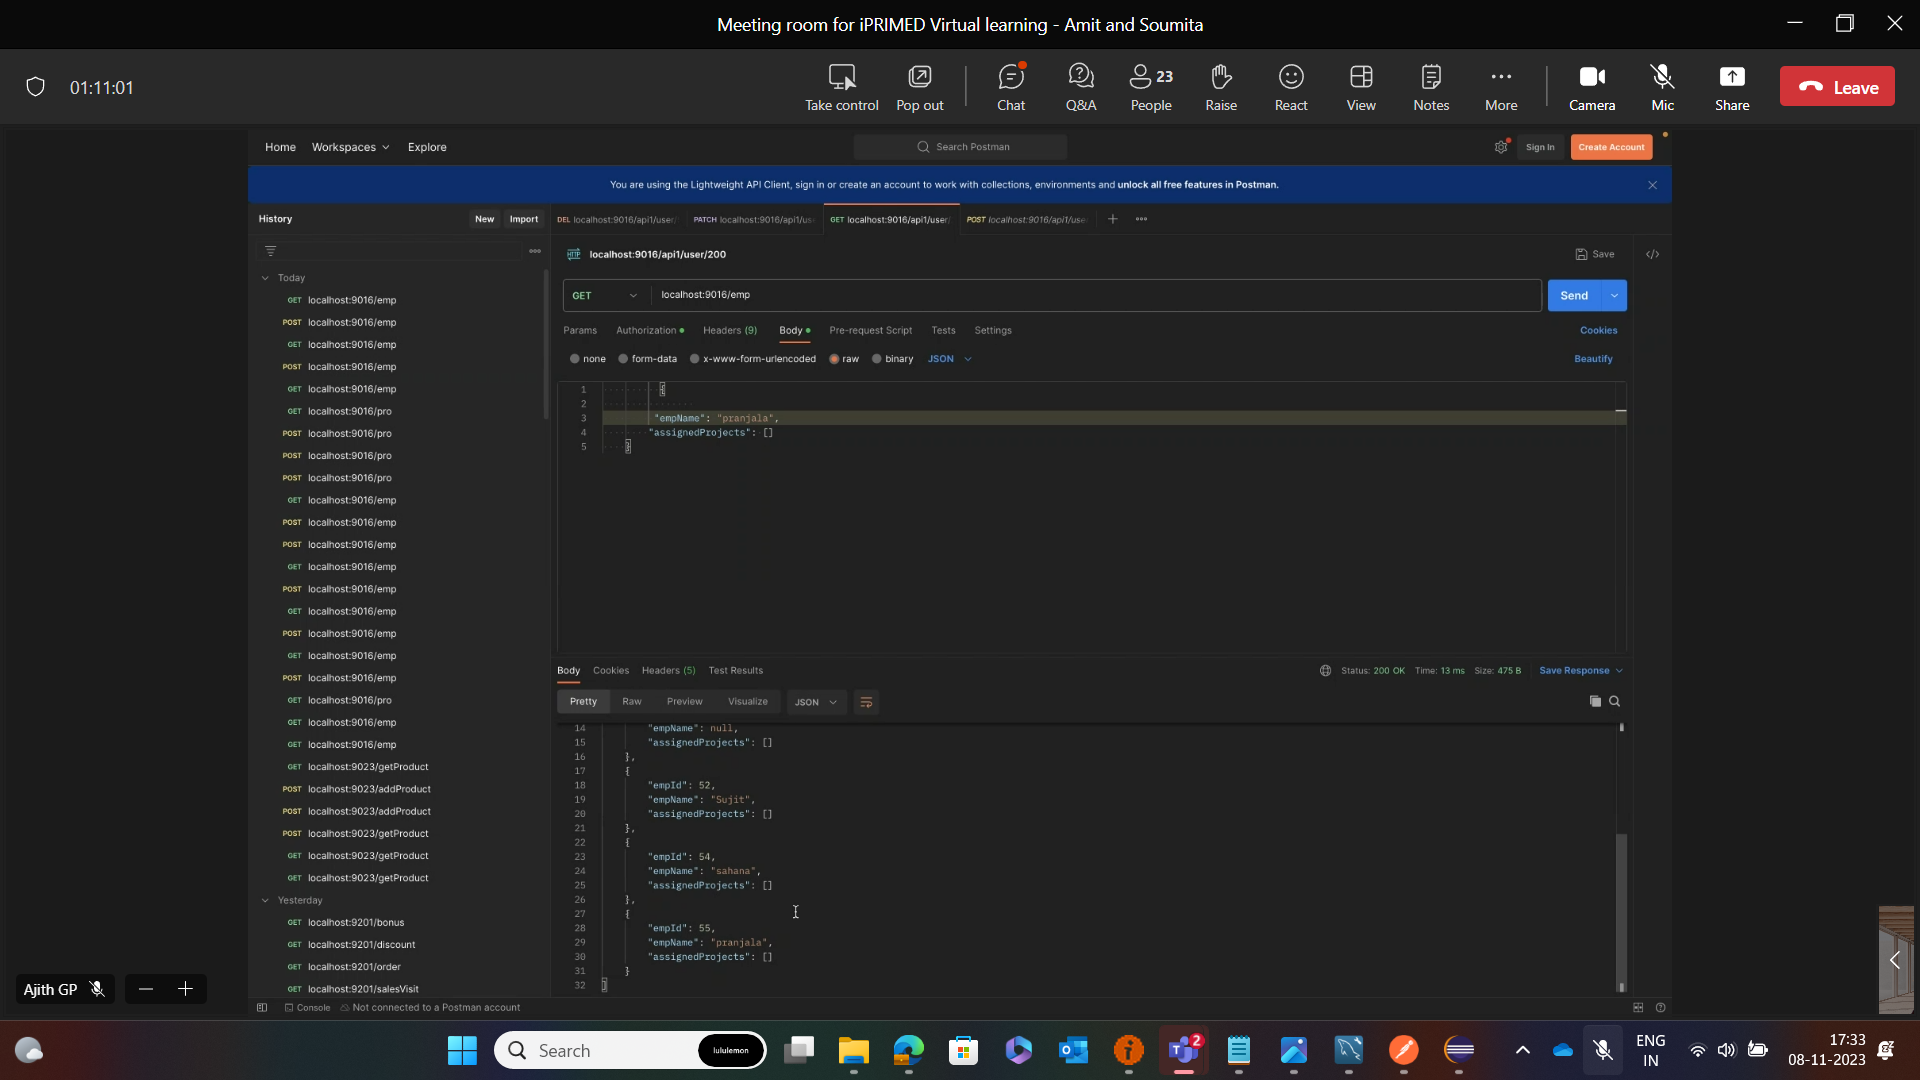 Meeting room for iPRIMED Virtual learning - Amit and Soumita
01:11:01
Take control
Pop out
Chat
Q&A
23
People
Raise
React
View
Notes
More
Camera
Mic
Share
Leave
Home Workspaces Explore
Search Postman
Sign In
Create Account
You are using the Lightweight API Client, sign in or create an account to work with collections, environments and unlock all free features in Postman.
History
New Import
DEL localhost:9016/api1/user/
PATCH localhost:9016/api1/use
GET localhost:9016/api1/user/
POST localhost:9016/api1/use
Today
GET localhost:9016/emp
POST localhost:9016/emp
GET localhost:9016/emp
POST localhost:9016/emp
GET localhost:9016/emp
GET localhost:9016/pro
POST localhost:9016/pro
POST localhost:9016/pro
POST localhost:9016/pro
GET localhost:9016/emp
POST localhost:9016/emp
POST localhost:9016/emp
GET localhost:9016/emp
POST localhost:9016/emp
GET localhost:9016/emp
POST localhost:9016/emp
GET localhost:9016/emp
POST localhost:9016/emp
GET localhost:9016/pro
GET localhost:9016/emp
GET localhost:9016/emp
GET localhost:9023/getProduct
POST localhost:9023/addProduct
POST localhost:9023/addProduct
POST localhost:9023/getProduct
GET localhost:9023/getProduct
GET localhost:9023/getProduct
Yesterday
GET localhost:9201/bonus
GET localhost:9201/discount
GET localhost:9201/order
GET localhost:9201/salesVisit
HTTP localhost:9016/api1/user/200
Save
GET localhost:9016/emp
Send
Params Authorization Headers (9) Body Pre-request Script Tests Settings
Cookies
none form-data x-www-form-urlencoded raw binary JSON
Beautify
1 {
2
3 "empName": "pranjala",
4 "assignedProjects": []
5 }
Body Cookies Headers (5) Test Results
Status: 200 OK Time: 13 ms Size: 475 B Save Response
Pretty Raw Preview Visualize JSON
14 "empName": null,
15 "assignedProjects": []
16 },
17 {
18 "empId": 52,
19 "empName": "Sujit",
20 "assignedProjects": []
21 },
22 {
23 "empId": 54,
24 "empName": "sahana",
25 "assignedProjects": []
26 },
27 {
28 "empId": 55,
29 "empName": "pranjala",
30 "assignedProjects": []
31 }
32 ]
Console Not connected to a Postman account
Ajith GP
Search
lululemon
2
ENG
IN
17:33
08-11-2023